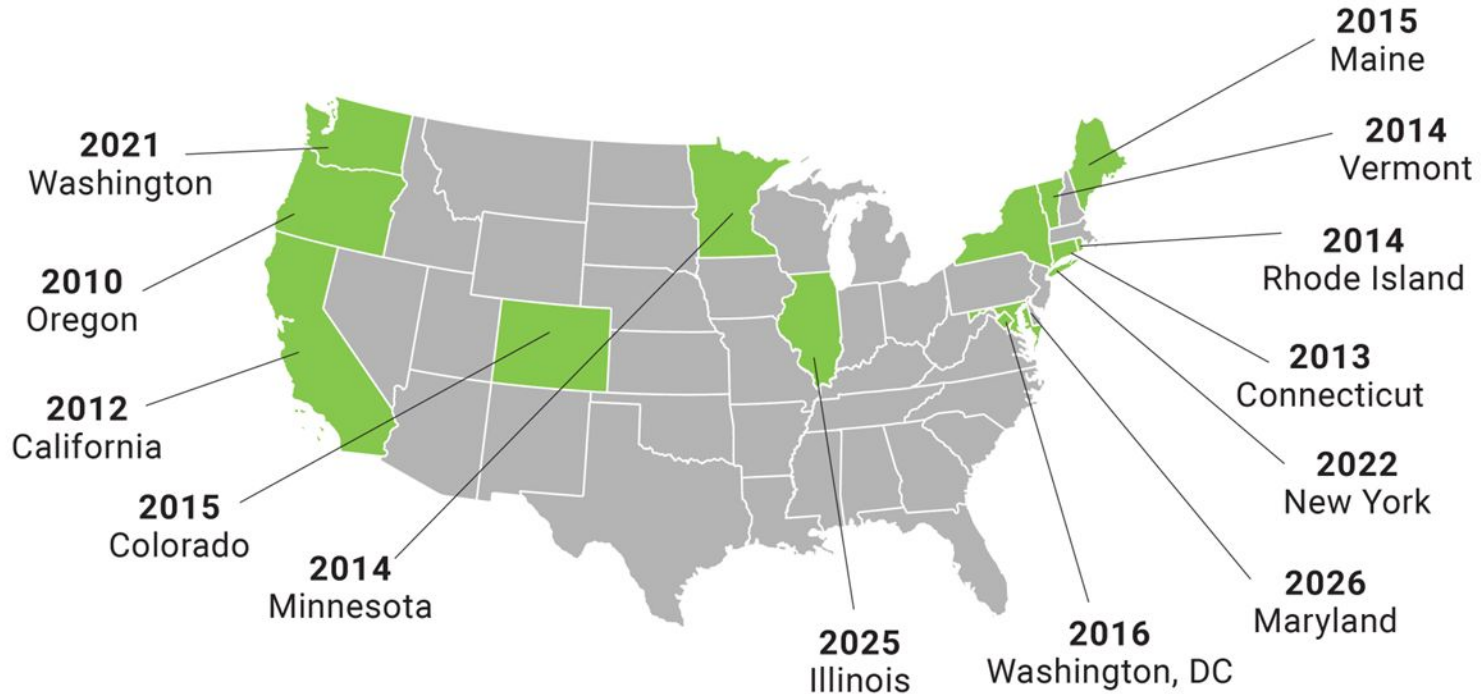 2015
Maine
2014
Vermont
2021
Washington
2014
Rhode Island
2010
Oregon
2013
Connecticut
2012
California
2022
New York
2015
Colorado
2014
Minnesota
2026
Maryland
2016
Washington, DC
2025
Illinois